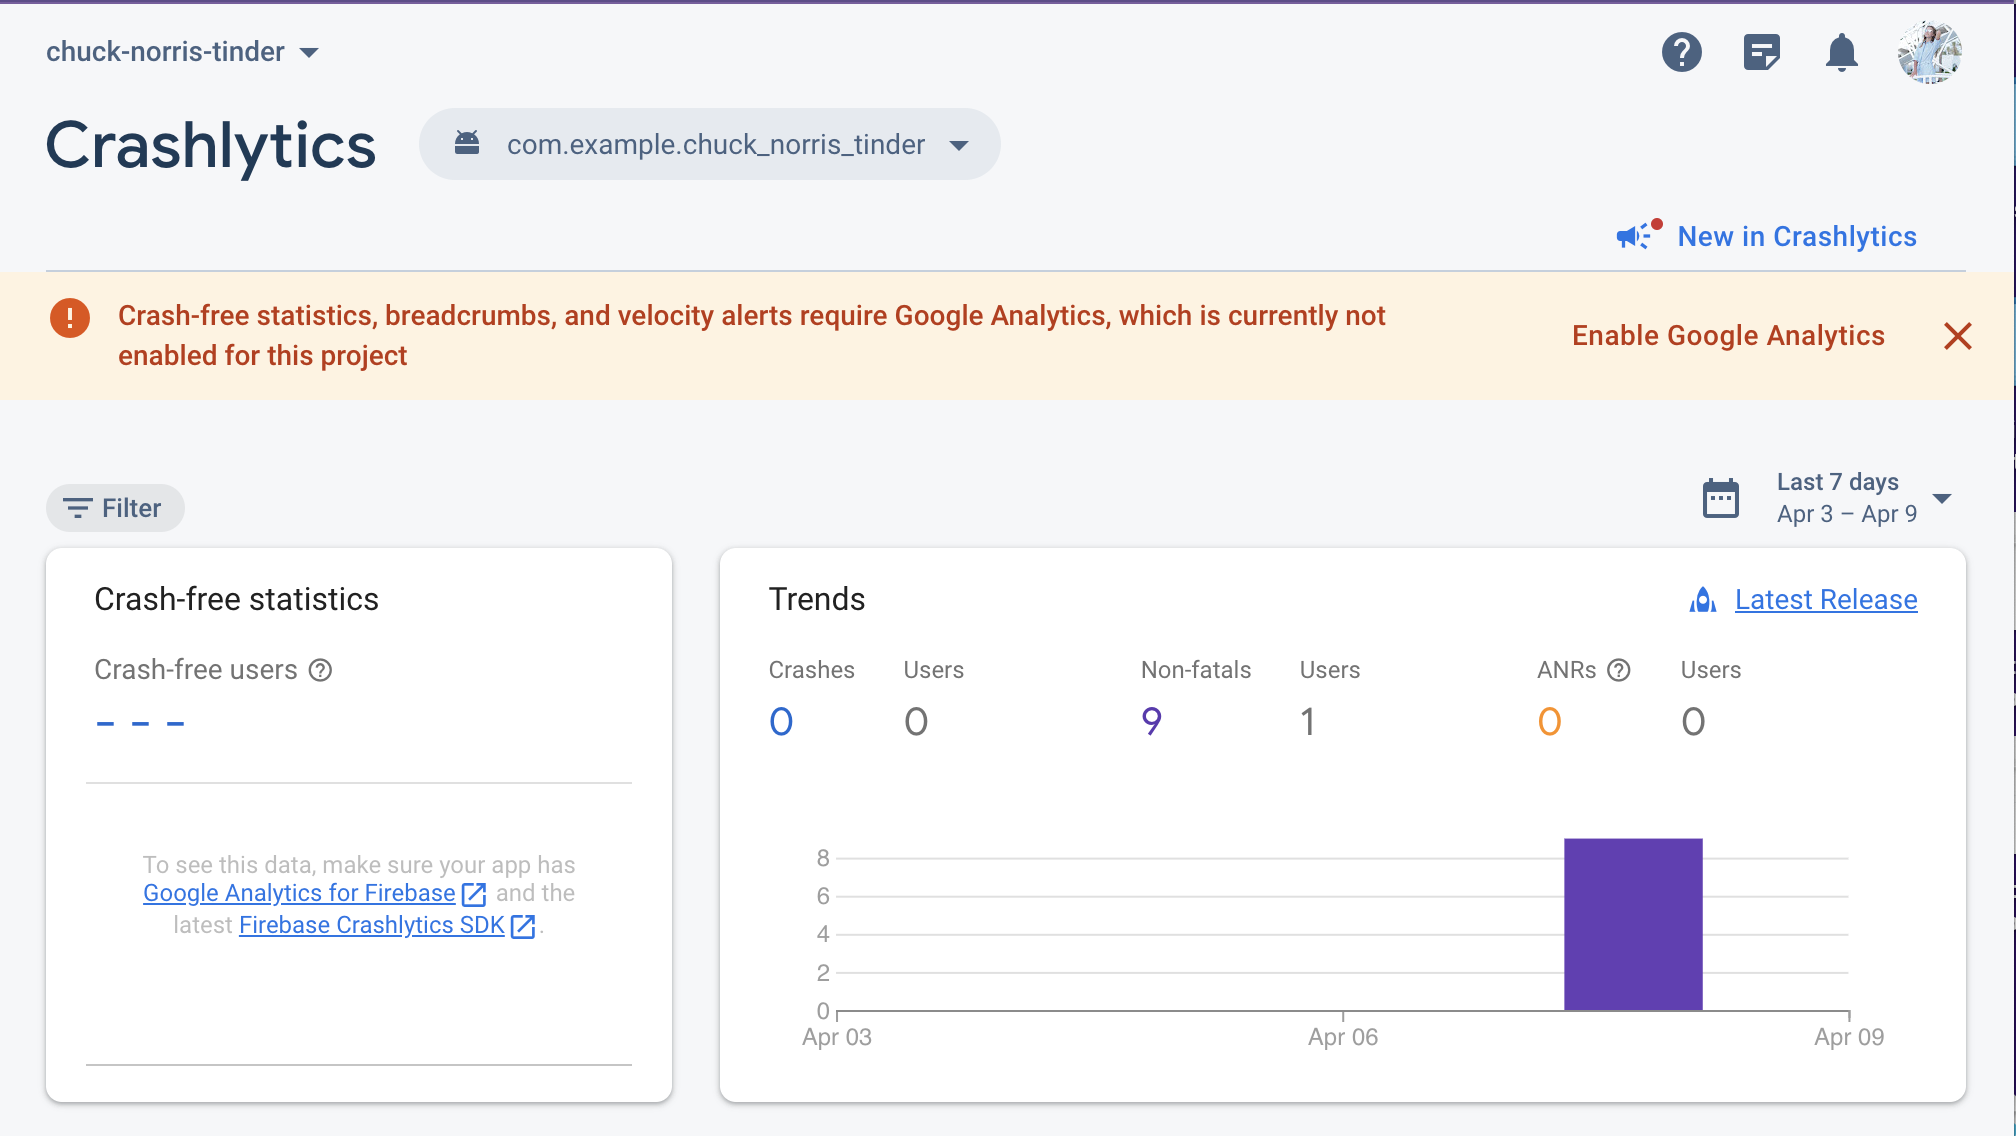 chuck-norris-tinder
Crashlytics
com.example.chuck_norris_tinder
New in Crashlytics
Crash-free statistics, breadcrumbs, and velocity alerts require Google Analytics, which is currently not
enabled for this project
Enable Google Analytics
Filter
Last 7 days
Apr 3 – Apr 9
Crash-free statistics
Crash-free users
- - -
To see this data, make sure your app has
Google Analytics for Firebase and the
latest Firebase Crashlytics SDK .
Trends
Latest Release
Crashes Users Non-fatals Users ANRs Users
0 0 9 1 0 0
8
6
4
2
0
Apr 03 Apr 06 Apr 09